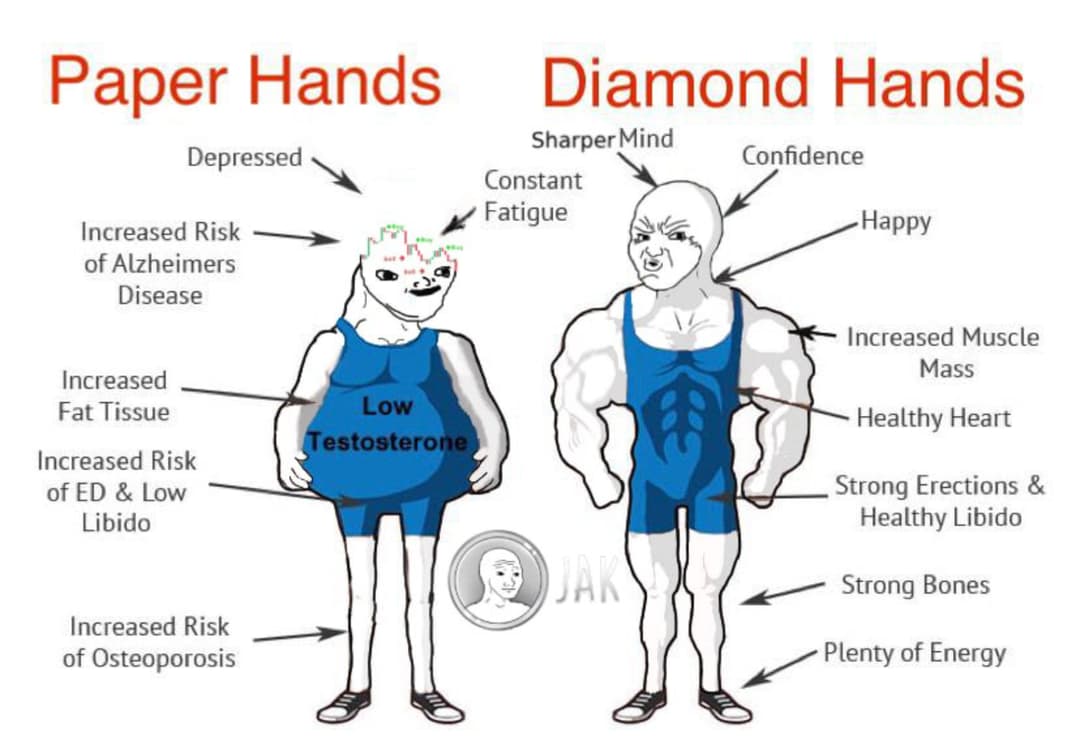 Paper Hands
Diamond Hands
Depressed
Constant
Fatigue
Increased Risk
of Alzheimers
Disease
Increased
Fat Tissue
Low
Testosterone
Increased Risk
of ED & Low
Libido
Increased Risk
of Osteoporosis
Sharper Mind
Confidence
Happy
Increased Muscle
Mass
Healthy Heart
Strong Erections &
Healthy Libido
Strong Bones
Plenty of Energy
JAK